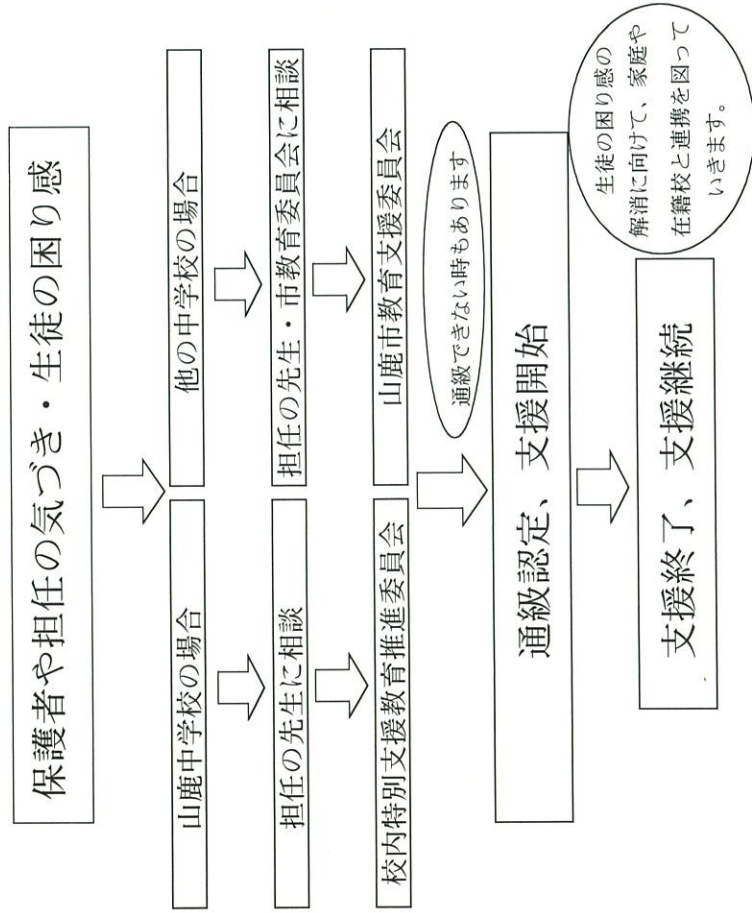 保護者や担任の気づき・生徒の困り感
山鹿中学校の場合
他の中学校の場合
担任の先生に相談
担任の先生・市教育委員会に相談
校内特別支援教育推進委員会
山鹿市教育支援委員会
通級できない時もあります
通級認定、支援開始
支援終了、支援継続
生徒の困り感の
解消に向けて、家庭や
在籍校と連携を図って
いきます。